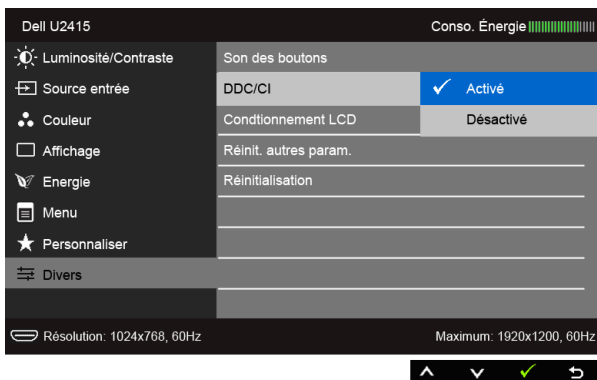 Dell U2415
Conso. Énergie
Luminosité/Contraste
Son des boutons
Source entrée
DDC/CI
Activé
Couleur
Condtionnement LCD
Désactivé
Affichage
Réinit. autres param.
Energie
Réinitialisation
Menu
Personnaliser
Divers
Résolution: 1024x768, 60Hz
Maximum: 1920x1200, 60Hz